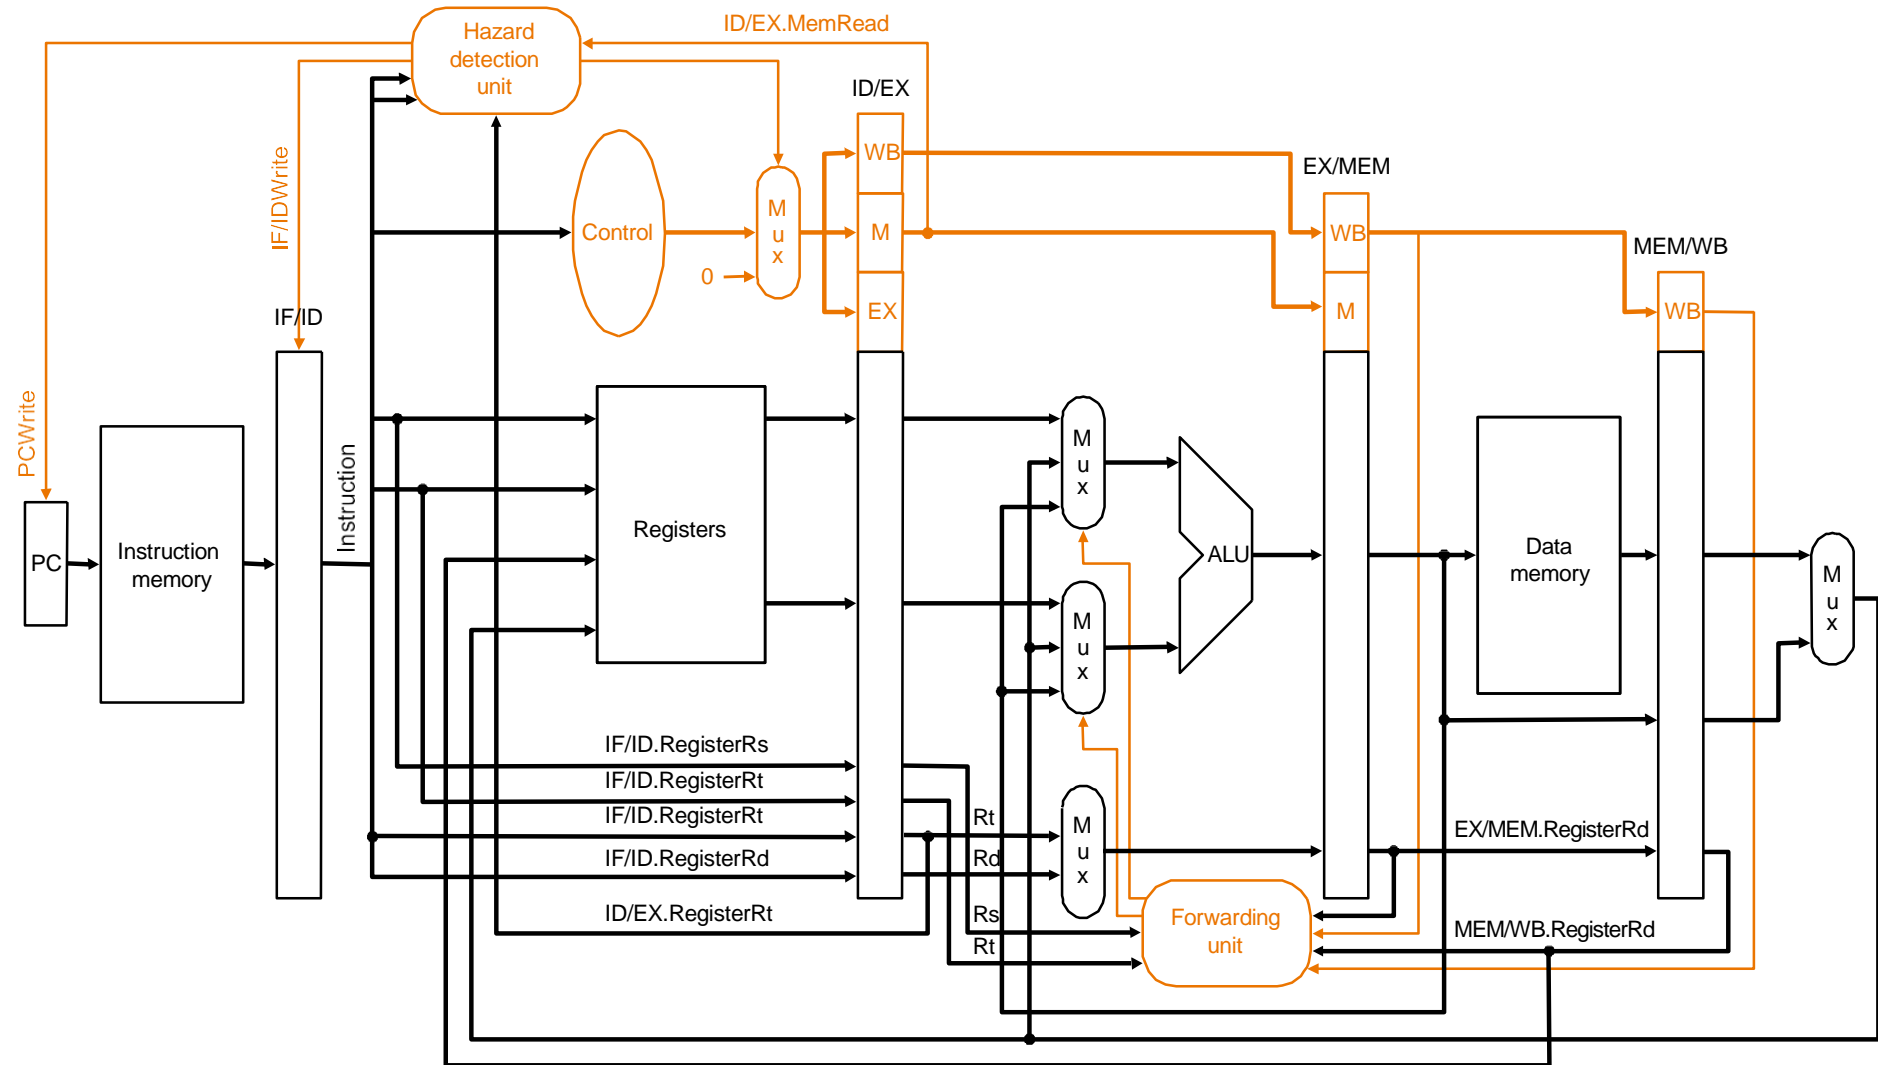 Hazard
detection
unit
ID/EX.MemRead
ID/EX
IF/IDWrite
PCWrite
Control
M
u
x
0
WB
M
EX
EX/MEM
WB
M
MEM/WB
WB
IF/ID
Instruction
PC
Instruction
memory
Registers
M
u
x
M
u
x
ALU
Data
memory
M
u
x
IF/ID.RegisterRs
IF/ID.RegisterRt
IF/ID.RegisterRt
IF/ID.RegisterRd
ID/EX.RegisterRt
Rt
Rd
Rs
Rt
M
u
x
Forwarding
unit
EX/MEM.RegisterRd
MEM/WB.RegisterRd